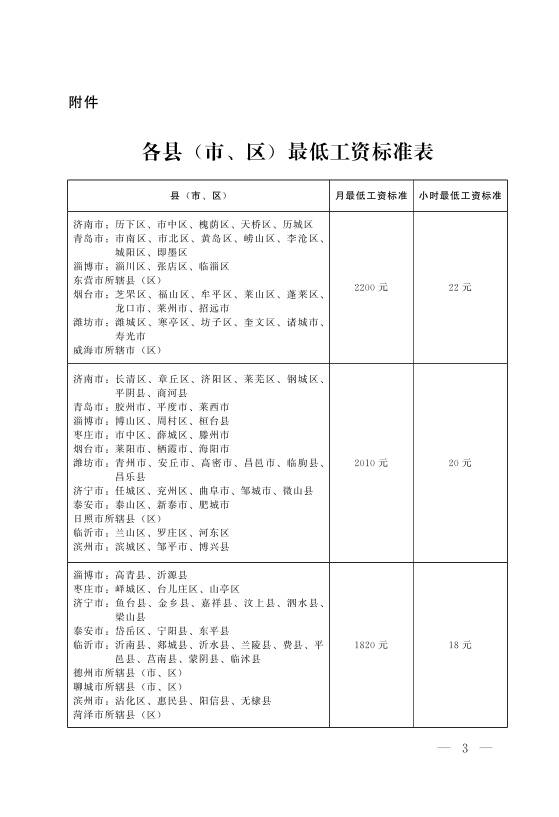 附件
各县（市、区）最低工资标准表
县（市、区） 月最低工资标准 小时最低工资标准
济南市：历下区、市中区、槐荫区、天桥区、历城区
青岛市：市南区、市北区、黄岛区、崂山区、李沧区、
城阳区、即墨区
淄博市：淄川区、张店区、临淄区
东营市所辖县（区）
烟台市：芝罘区、福山区、牟平区、莱山区、蓬莱区、
龙口市、莱州市、招远市
潍坊市：潍城区、寒亭区、坊子区、奎文区、诸城市、
寿光市
威海市所辖市（区）
2200 元 22 元
济南市：长清区、章丘区、济阳区、莱芜区、钢城区、
平阴县、商河县
青岛市：胶州市、平度市、莱西市
淄博市：博山区、周村区、桓台县
枣庄市：市中区、薛城区、滕州市
烟台市：莱阳市、栖霞市、海阳市
潍坊市：青州市、安丘市、高密市、昌邑市、临朐县、
昌乐县
济宁市：任城区、兖州区、曲阜市、邹城市、微山县
泰安市：泰山区、新泰市、肥城市
日照市所辖县（区）
临沂市：兰山区、罗庄区、河东区
滨州市：滨城区、邹平市、博兴县
2010 元 20 元
淄博市：高青县、沂源县
枣庄市：峄城区、台儿庄区、山亭区
济宁市：鱼台县、金乡县、嘉祥县、汶上县、泗水县、
梁山县
泰安市：岱岳区、宁阳县、东平县
临沂市：沂南县、郯城县、沂水县、兰陵县、费县、平
邑县、莒南县、蒙阴县、临沭县
德州市所辖县（市、区）
聊城市所辖县（市、区）
滨州市：沾化区、惠民县、阳信县、无棣县
菏泽市所辖县（区）
1820 元 18 元
— 3 —